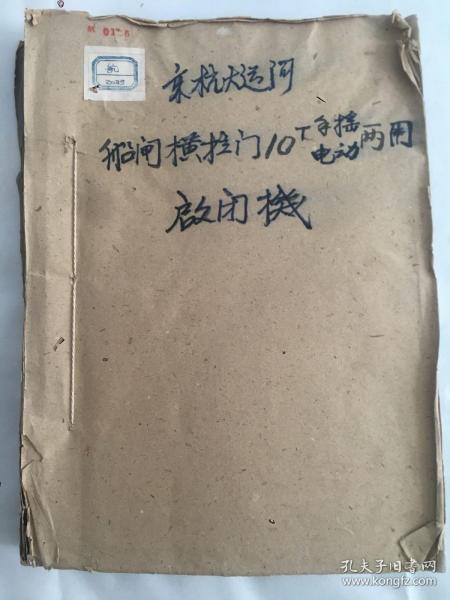 航
京杭大运河
船闸横拉门10T手摇电动两用
啟闭機
孔夫子旧书网
www.kongfz.com